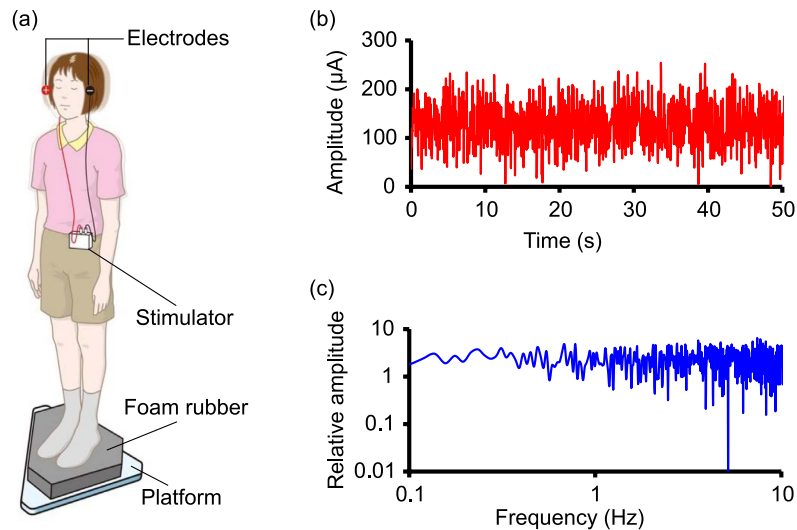 (a)
Electrodes
+
−
Stimulator
Foam rubber
Platform
(b)
Amplitude (µA)
300
200
100
0
0 10 20 30 40 50
Time (s)
(c)
Relative amplitude
10
1
0.1
0.01
0.1 1 10
Frequency (Hz)